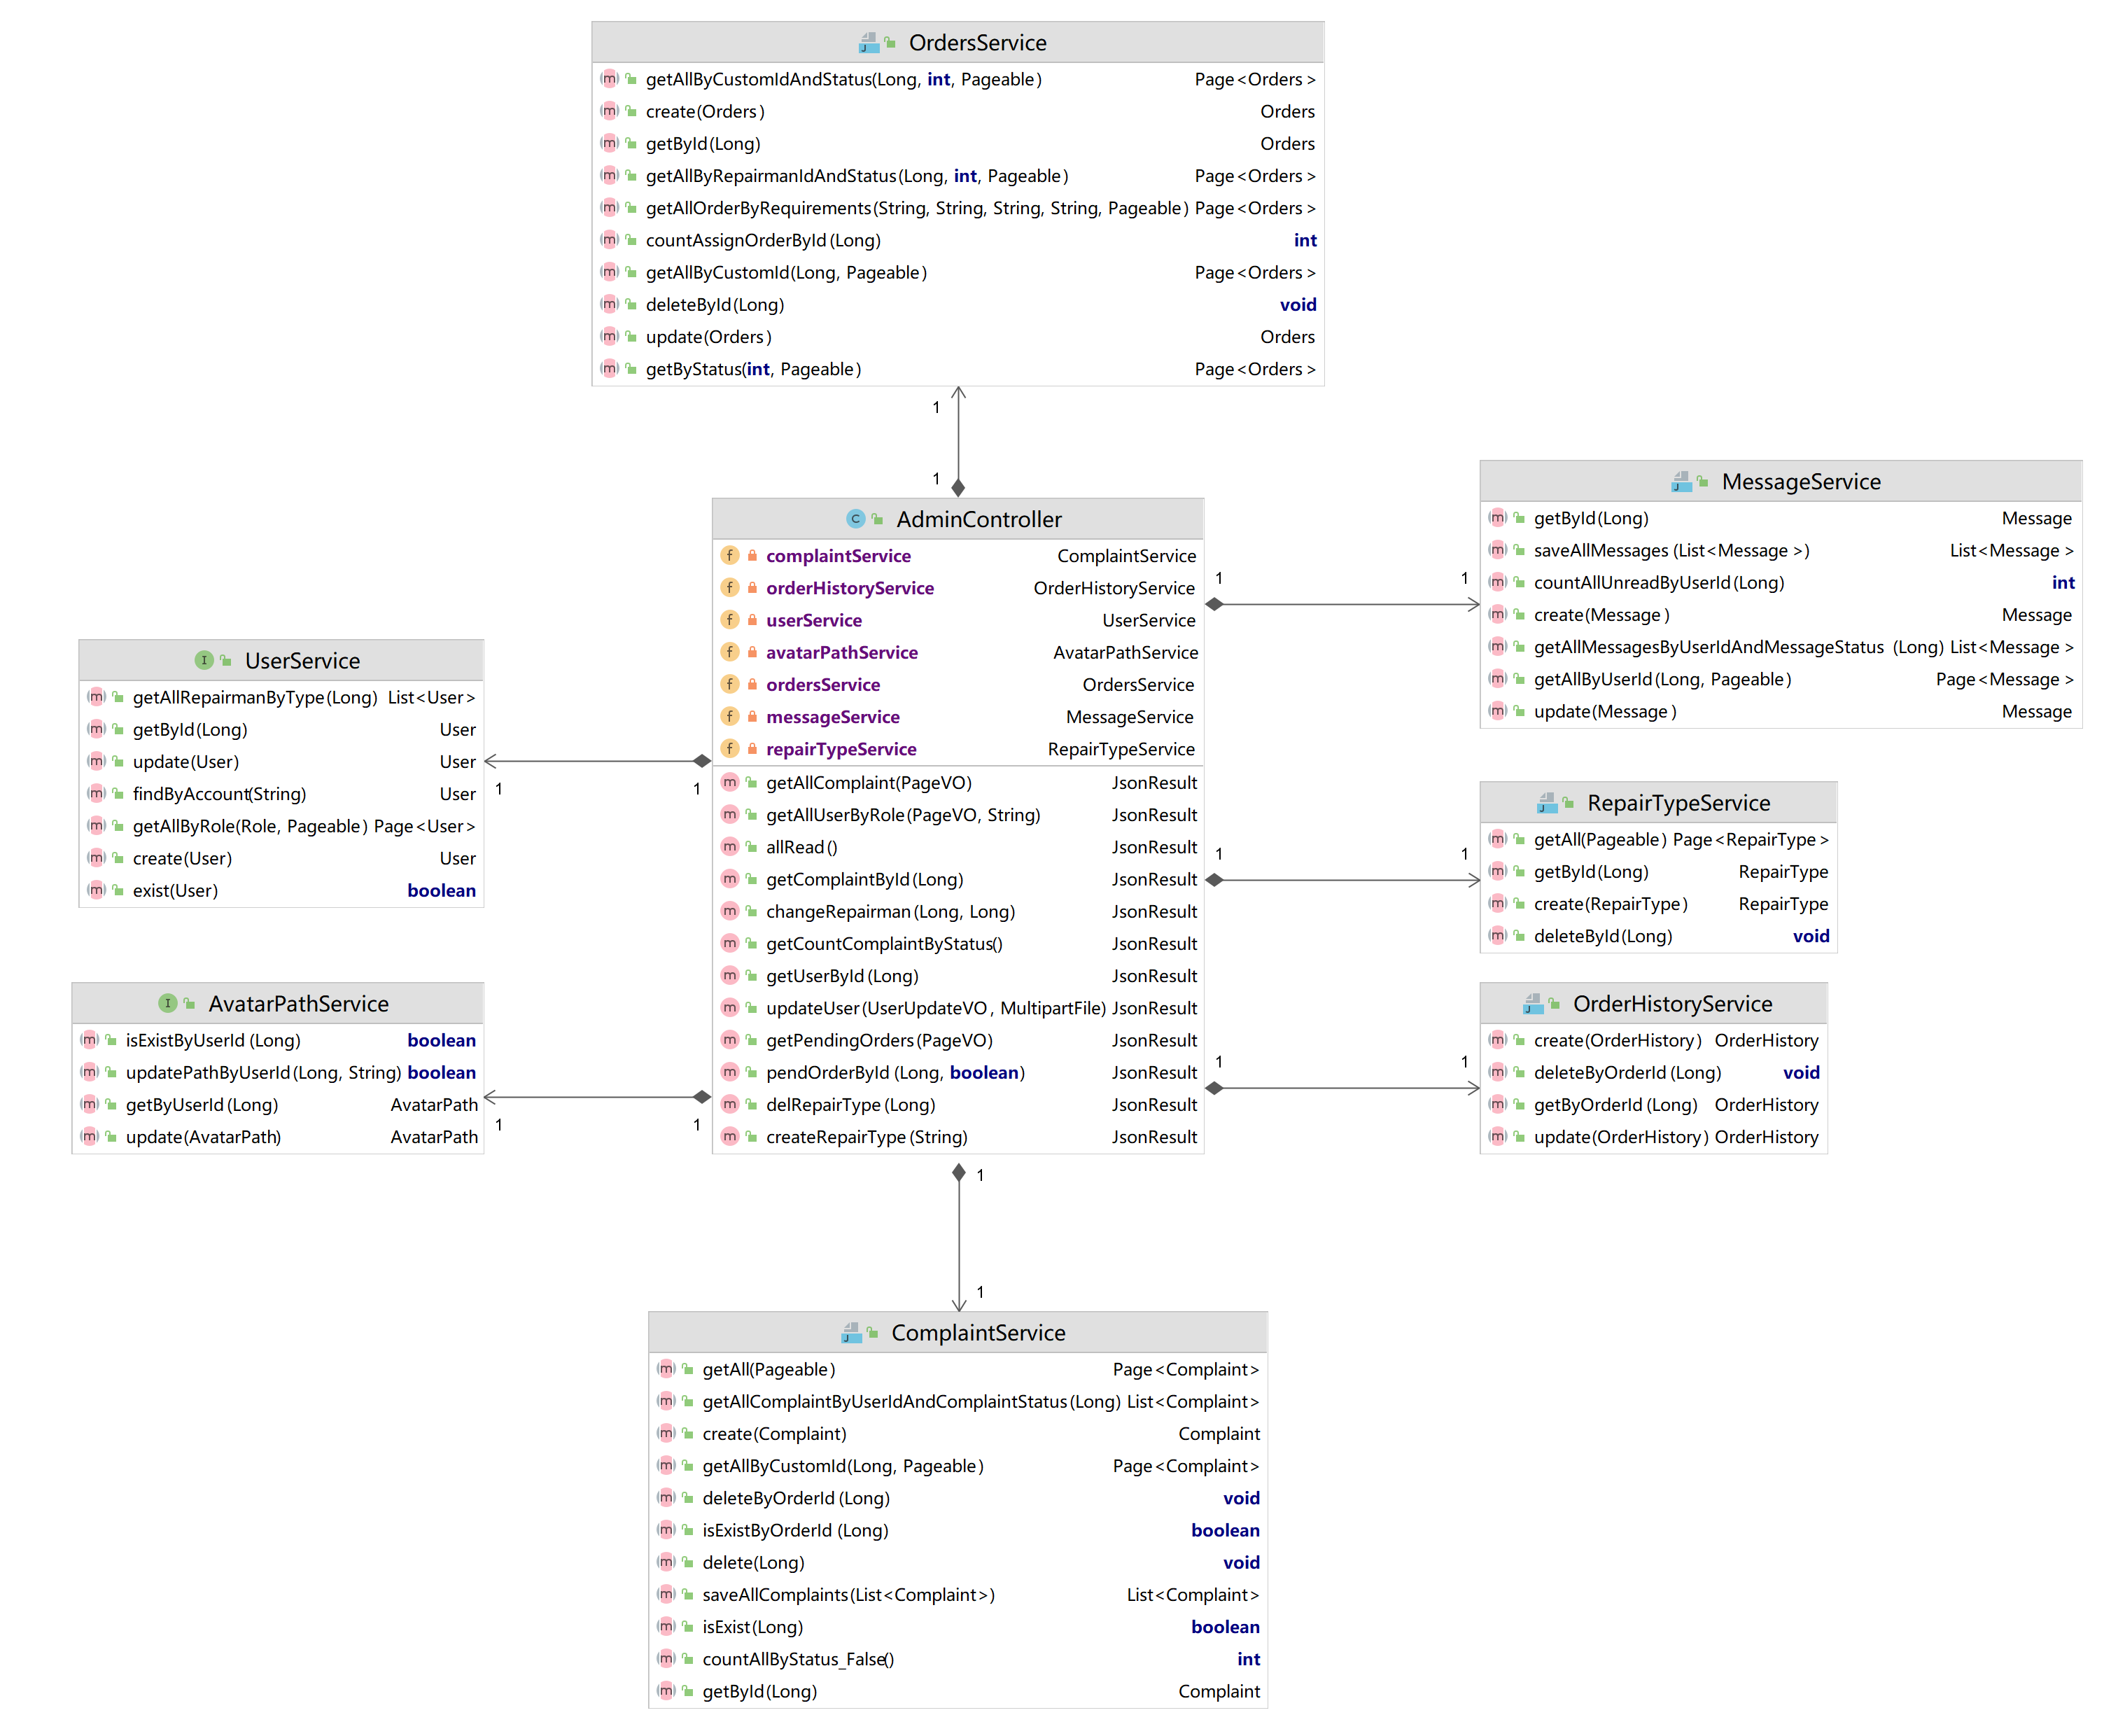 OrdersService
getAllByCustomIdAndStatus(Long, int, Pageable) Page<Orders>
create(Orders) Orders
getById(Long) Orders
getAllByRepairmanIdAndStatus(Long, int, Pageable) Page<Orders>
getAllOrderByRequirements(String, String, String, String, Pageable) Page<Orders>
countAssignOrderById(Long) int
getAllByCustomId(Long, Pageable) Page<Orders>
deleteById(Long) void
update(Orders) Orders
getByStatus(int, Pageable) Page<Orders>
1
1
AdminController
complaintService ComplaintService
orderHistoryService OrderHistoryService
userService UserService
avatarPathService AvatarPathService
ordersService OrdersService
messageService MessageService
repairTypeService RepairTypeService
getAllComplaint(PageVO) JsonResult
getAllUserByRole(PageVO, String) JsonResult
allRead() JsonResult
getComplaintById(Long) JsonResult
changeRepairman(Long, Long) JsonResult
getCountComplaintByStatus() JsonResult
getUserById(Long) JsonResult
updateUser(UserUpdateVO, MultipartFile) JsonResult
getPendingOrders(PageVO) JsonResult
pendOrderById(Long, boolean) JsonResult
delRepairType(Long) JsonResult
createRepairType(String) JsonResult
1 1
MessageService
getById(Long) Message
saveAllMessages(List<Message>) List<Message>
countAllUnreadByUserId(Long) int
create(Message) Message
getAllMessagesByUserIdAndMessageStatus(Long) List<Message>
getAllByUserId(Long, Pageable) Page<Message>
update(Message) Message
UserService
getAllRepairmanByType(Long) List<User>
getById(Long) User
update(User) User
findByAccount(String) User
getAllByRole(Role, Pageable) Page<User>
create(User) User
exist(User) boolean
1 1
1 1
RepairTypeService
getAll(Pageable) Page<RepairType>
getById(Long) RepairType
create(RepairType) RepairType
deleteById(Long) void
AvatarPathService
isExistByUserId(Long) boolean
updatePathByUserId(Long, String) boolean
getByUserId(Long) AvatarPath
update(AvatarPath) AvatarPath
1 1
1 1
OrderHistoryService
create(OrderHistory) OrderHistory
deleteByOrderId(Long) void
getByOrderId(Long) OrderHistory
update(OrderHistory) OrderHistory
1
1
ComplaintService
getAll(Pageable) Page<Complaint>
getAllComplaintByUserIdAndComplaintStatus(Long) List<Complaint>
create(Complaint) Complaint
getAllByCustomId(Long, Pageable) Page<Complaint>
deleteByOrderId(Long) void
isExistByOrderId(Long) boolean
delete(Long) void
saveAllComplaints(List<Complaint>) List<Complaint>
isExist(Long) boolean
countAllByStatus_False() int
getById(Long) Complaint